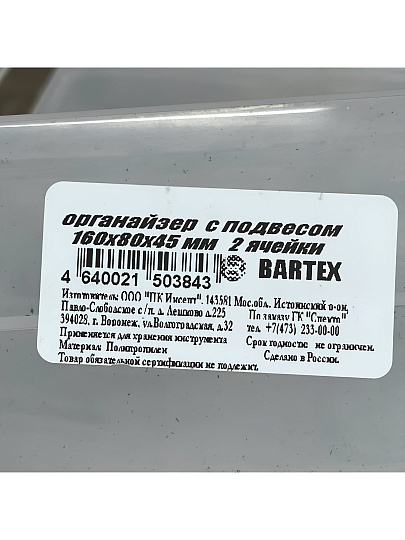 органайзер с подвесом
160х80х45 мм 2 ячейки
4 640021 503843 BARTEX
Изготовитель: ООО "ПК Инсепт". 143581 Мос.обл. Истоинский о-он,
Павло-Слободское с/п. д. Лешково д.225 По заказу ГК "Спектр"
394028, г. Воронеж, ул.Волгоградская, д.32 тел. +7(473) 233-00-00
Применяется для хранения инструмента Срок годности не ограничен.
Материал: Полипропилен Сделано в России.
Товар обязательной сертификации не подлежит.